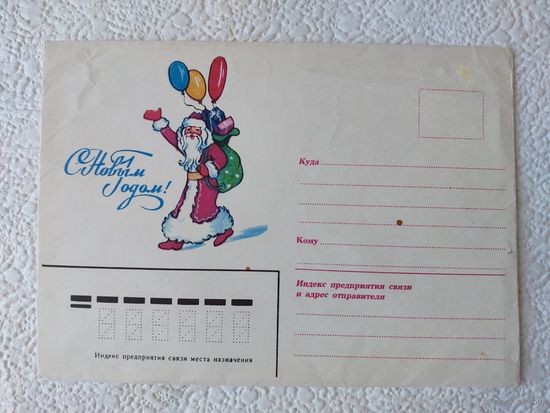 С Новым
Годом!
Куда
Кому
Индекс предприятия связи
и адрес отправителя
Индекс предприятия связи места назначения